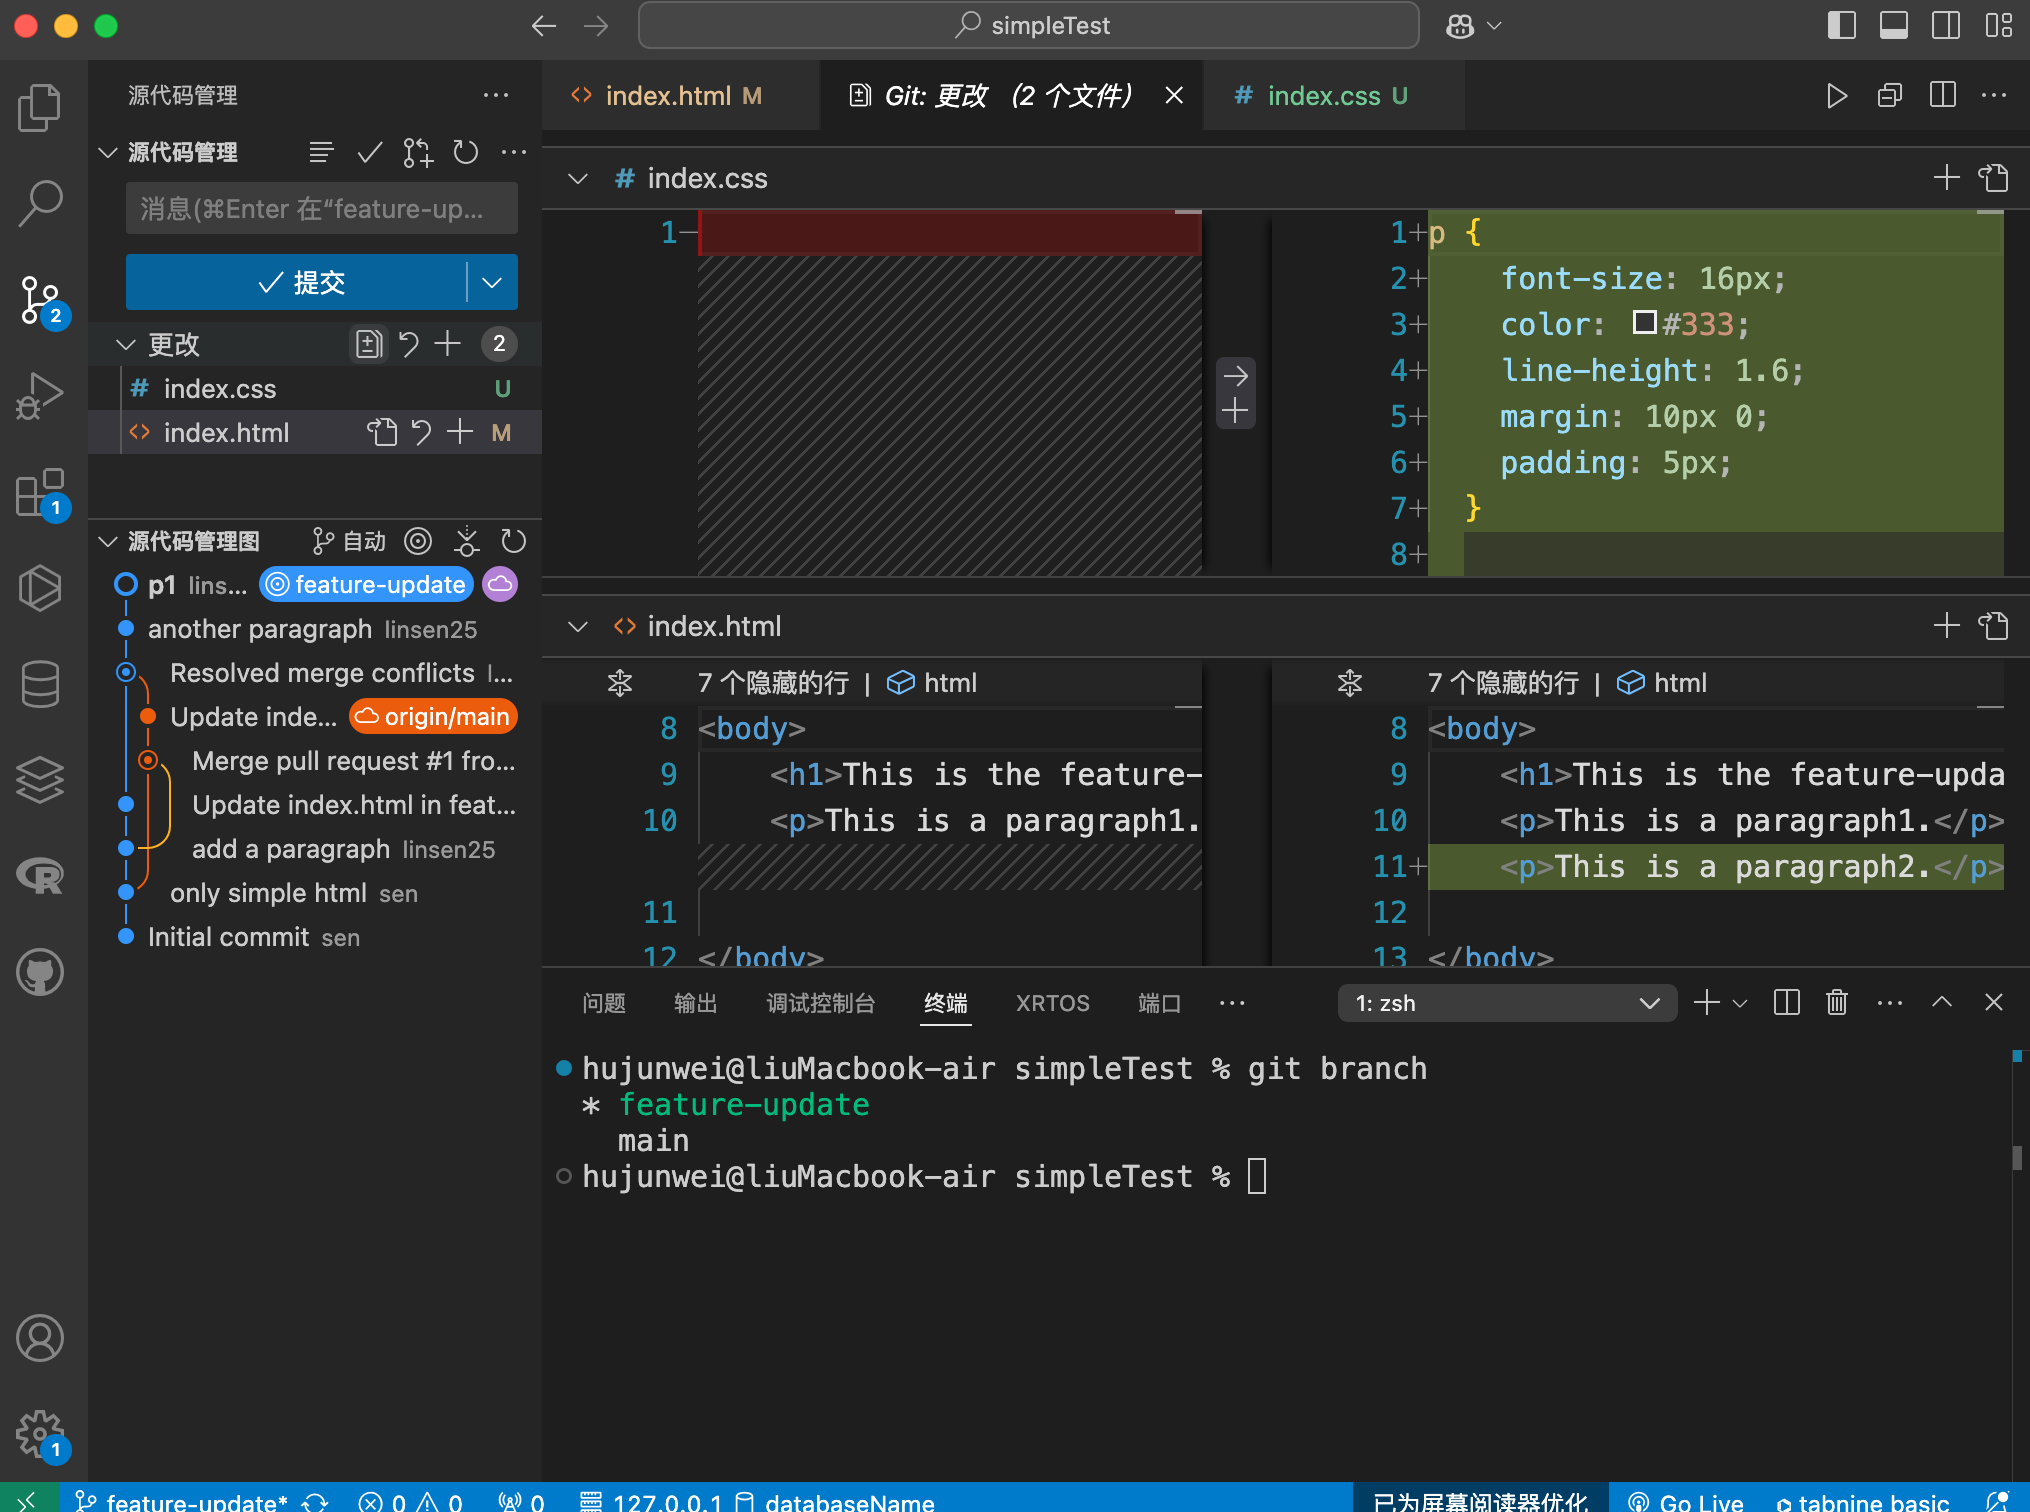 simpleTest
源代码管理
源代码管理
消息(⌘Enter 在“feature-up...
提交
更改
2
index.css U
index.html M
源代码管理图
自动
p1 lins... feature-update
another paragraph linsen25
Resolved merge conflicts l...
Update inde... origin/main
Merge pull request #1 fro...
Update index.html in feat...
add a paragraph linsen25
only simple html sen
Initial commit sen
2
1
1
index.html M
Git: 更改 (2 个文件)
# index.css U
# index.css
1
1+p {
2+ font-size: 16px;
3+ color: #333;
4+ line-height: 1.6;
5+ margin: 10px 0;
6+ padding: 5px;
7+ }
8+
<> index.html
7 个隐藏的行 | html
8 <body>
9 <h1>This is the feature-
10 <p>This is a paragraph1.
11
12 </body>
7 个隐藏的行 | html
8 <body>
9 <h1>This is the feature-upda
10 <p>This is a paragraph1.</p>
11+ <p>This is a paragraph2.</p>
12
13 </body>
问题 输出 调试控制台 终端 XRTOS 端口
1: zsh
hujunwei@liuMacbook-air simpleTest % git branch
* feature-update
main
hujunwei@liuMacbook-air simpleTest %
feature-update* 0 0 0 127.0.0.1 databaseName 已为屏幕阅读器优化 Go Live tabnine basic